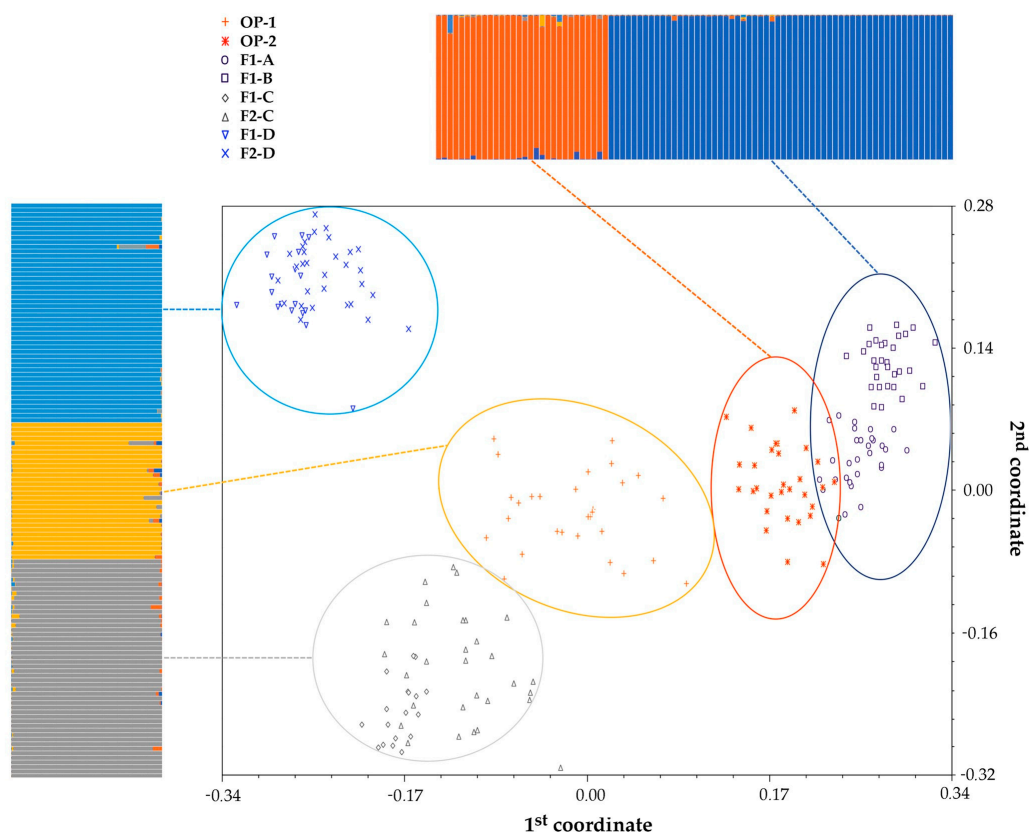 OP-1
OP-2
F1-A
F1-B
F1-C
F2-C
F1-D
F2-D
0.28
0.14
0.00
-0.16
-0.32
2nd coordinate
-0.34
-0.17
0.00
0.17
0.34
1st coordinate